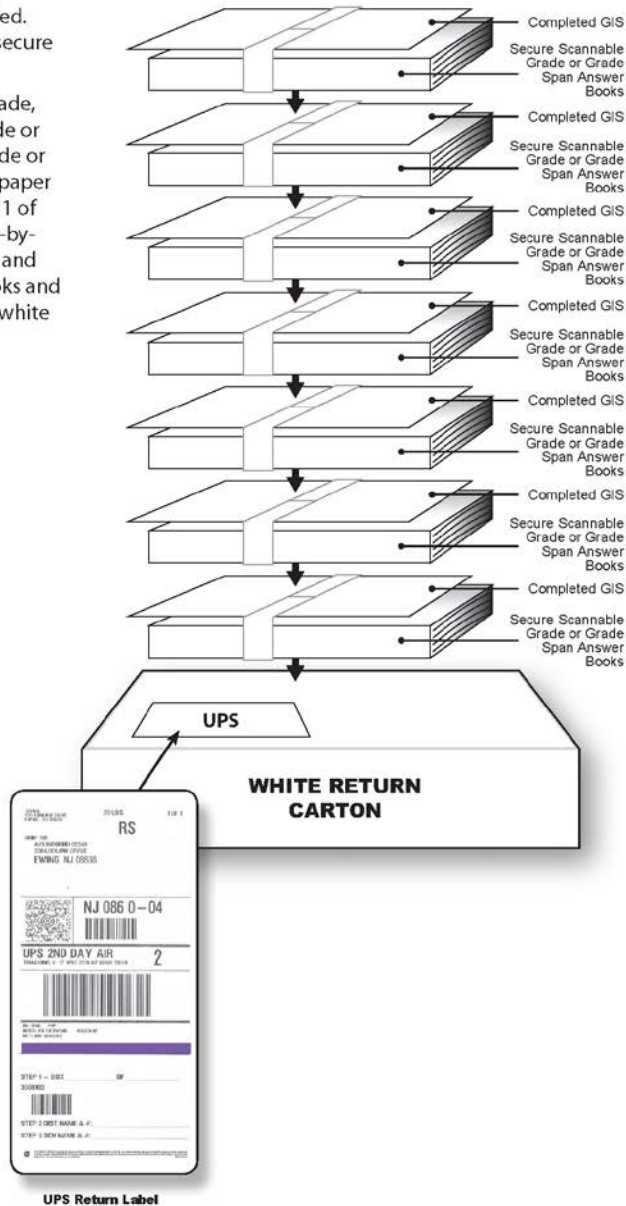 ed.
secure
ade,
de or
de or
paper
1 of
-by-
and
oks and
white
Completed GIS
Secure Scannable
Grade or Grade
Span Answer
Books
Completed GIS
Secure Scannable
Grade or Grade
Span Answer
Books
Completed GIS
Secure Scannable
Grade or Grade
Span Answer
Books
Completed GIS
Secure Scannable
Grade or Grade
Span Answer
Books
Completed GIS
Secure Scannable
Grade or Grade
Span Answer
Books
Completed GIS
Secure Scannable
Grade or Grade
Span Answer
Books
Completed GIS
Secure Scannable
Grade or Grade
Span Answer
Books
UPS
WHITE RETURN
CARTON
RS
EWING NJ
NJ 086 0-04
UPS 2ND DAY AIR
2
STEP 1 - BOX OF
STEP 2 DIST NAME & #:
STEP 3 SCH NAME & #:
UPS Return Label